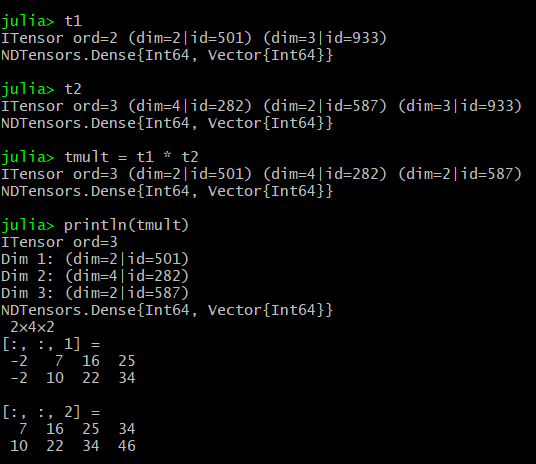 julia> t1
ITensor ord=2 (dim=2|id=501) (dim=3|id=933)
NDTensors.Dense{Int64, Vector{Int64}}
julia> t2
ITensor ord=3 (dim=4|id=282) (dim=2|id=587) (dim=3|id=933)
NDTensors.Dense{Int64, Vector{Int64}}
julia> tmult = t1 * t2
ITensor ord=3 (dim=2|id=501) (dim=4|id=282) (dim=2|id=587)
NDTensors.Dense{Int64, Vector{Int64}}
julia> println(tmult)
ITensor ord=3
Dim 1: (dim=2|id=501)
Dim 2: (dim=4|id=282)
Dim 3: (dim=2|id=587)
NDTensors.Dense{Int64, Vector{Int64}}
 2×4×2
[:, :, 1] =
 -2   7  16  25
 -2  10  22  34
[:, :, 2] =
  7  16  25  34
 10  22  34  46